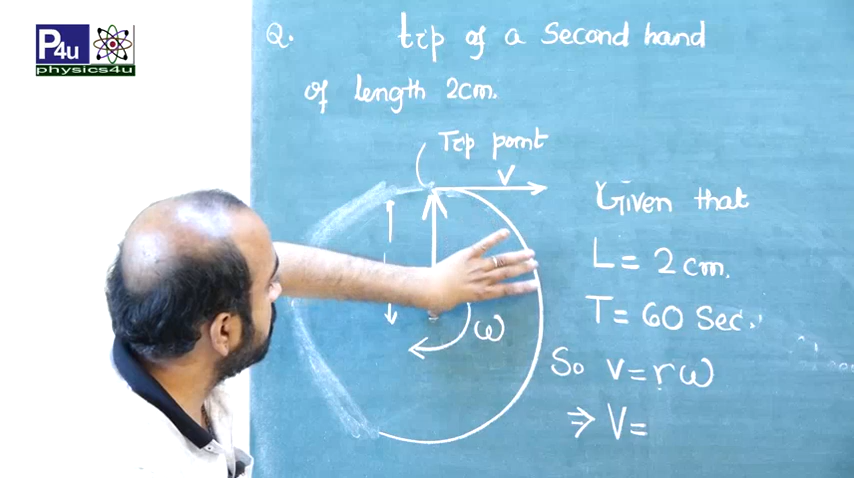 P4u
physics4u
Q. tip of a Second hand
of length 2cm.
Tip point
V
Given that
L = 2 cm.
T = 60 Sec.
ω
So v = rω
⇒ V =